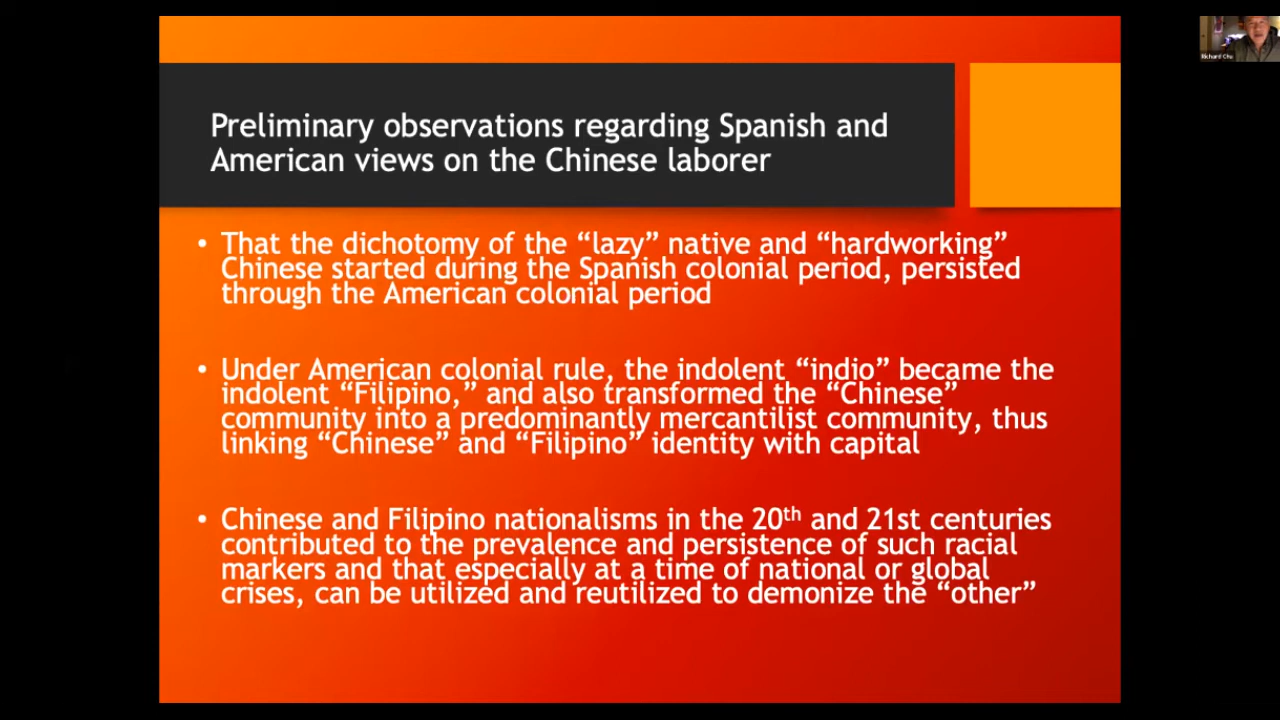 Preliminary observations regarding Spanish and
American views on the Chinese laborer
• That the dichotomy of the “lazy” native and “hardworking”
Chinese started during the Spanish colonial period, persisted
through the American colonial period
• Under American colonial rule, the indolent “indio” became the
indolent “Filipino,” and also transformed the “Chinese”
community into a predominantly mercantilist community, thus
linking “Chinese” and “Filipino” identity with capital
• Chinese and Filipino nationalisms in the 20th and 21st centuries
contributed to the prevalence and persistence of such racial
markers and that especially at a time of national or global
crises, can be utilized and reutilized to demonize the “other”
Richard Chu